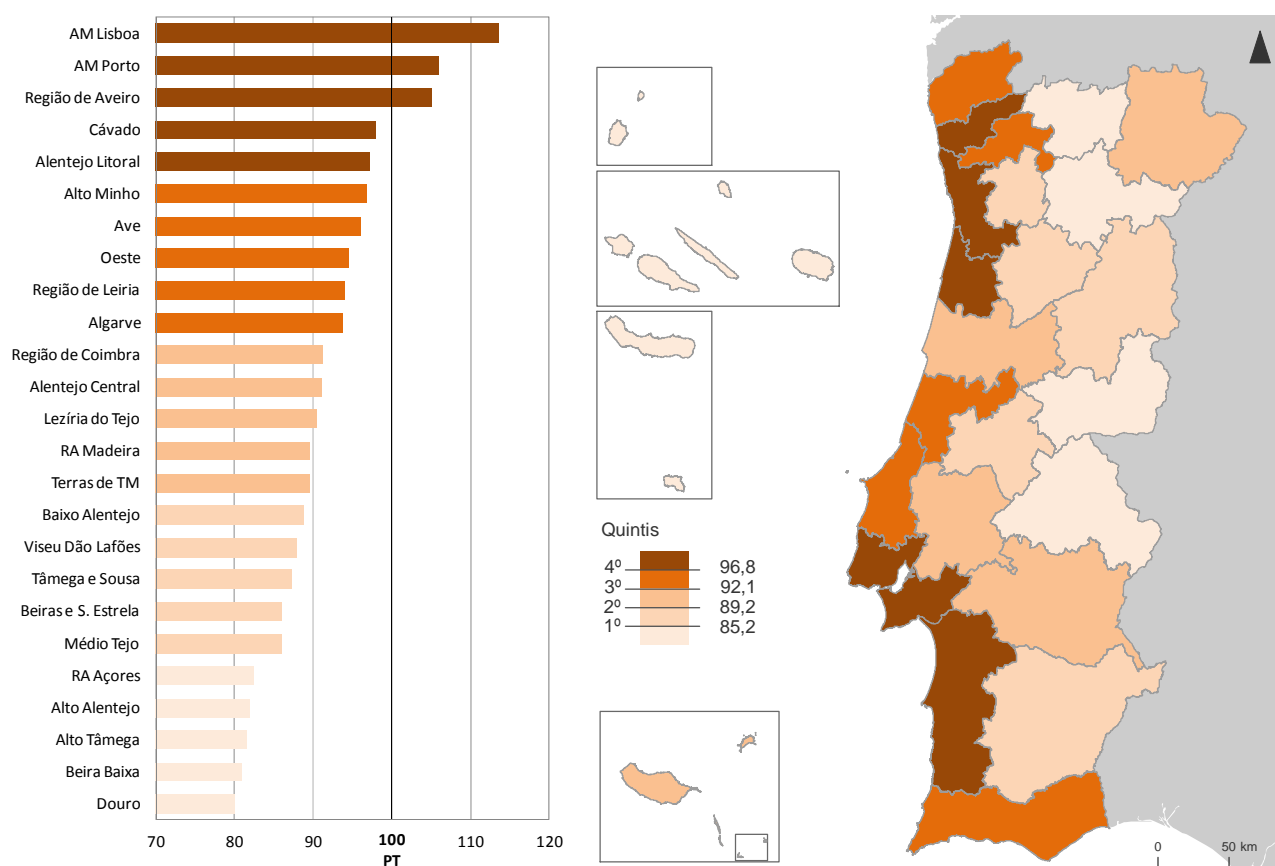 AM Lisboa
AM Porto
Região de Aveiro
Cávado
Alentejo Litoral
Alto Minho
Ave
Oeste
Região de Leiria
Algarve
Região de Coimbra
Alentejo Central
Lezíria do Tejo
RA Madeira
Terras de TM
Baixo Alentejo
Viseu Dão Lafões
Tâmega e Sousa
Beiras e S. Estrela
Médio Tejo
RA Açores
Alto Alentejo
Alto Tâmega
Beira Baixa
Douro
70 80 90 100 110 120
PT
Quintis
4º 96,8
3º 92,1
2º 89,2
1º 85,2
0 50 km